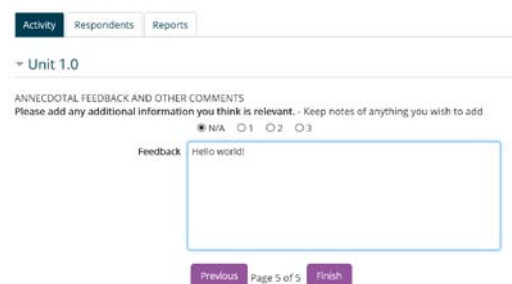 Activity Respondents Reports
Unit 1.0
ANNECDOTAL FEEDBACK AND OTHER COMMENTS
Please add any additional information you think is relevant. - Keep notes of anything you wish to add
N/A 1 2 3
Feedback Hello world!
Previous Page 5 of 5 Finish